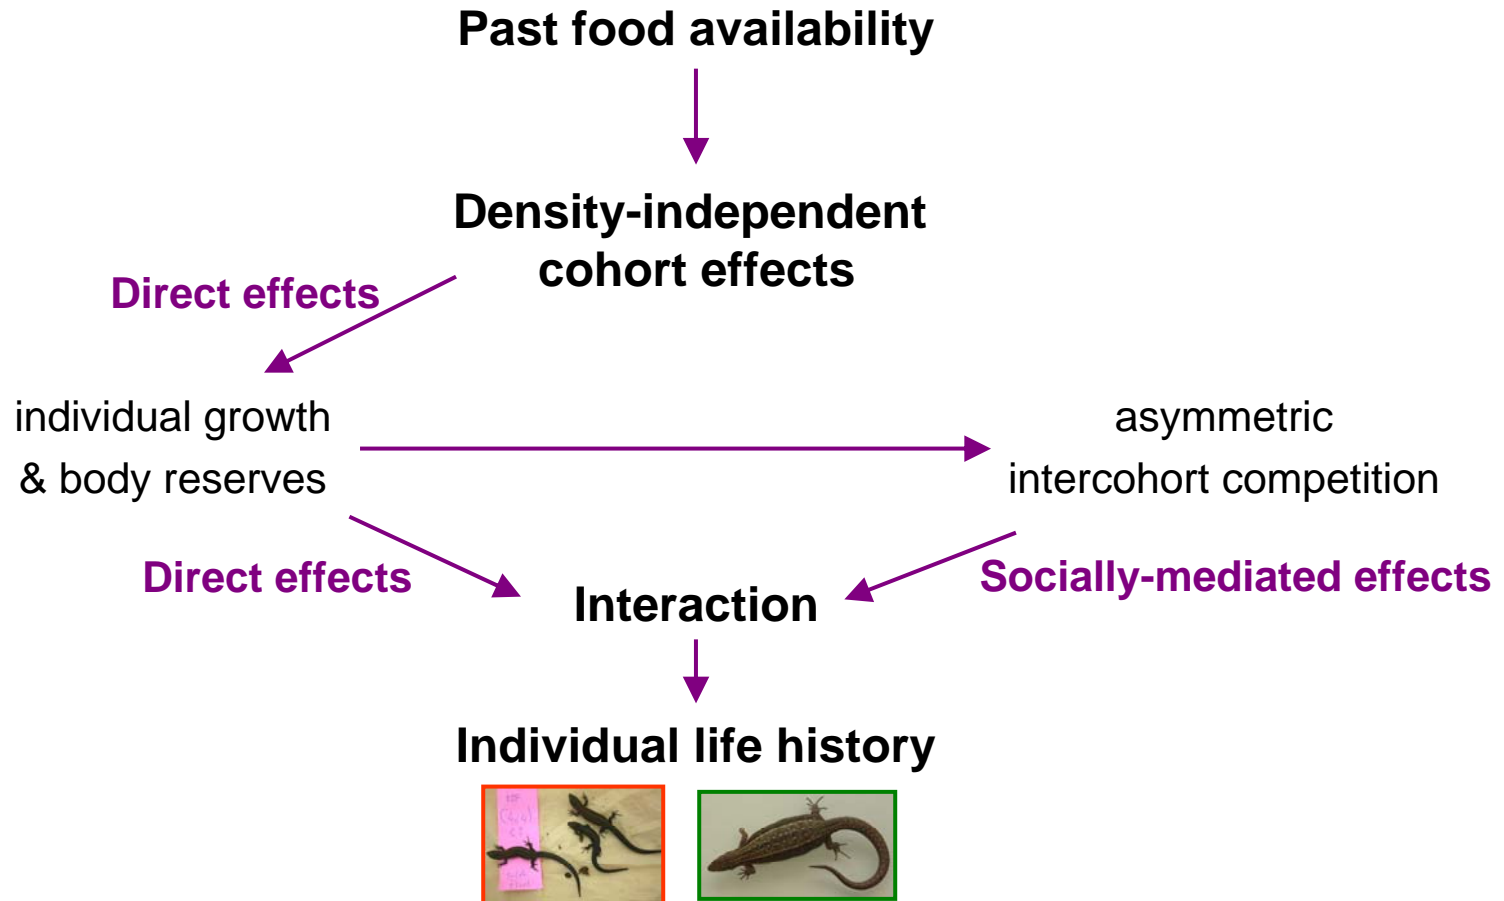 Past food availability
Density-independent
cohort effects
Direct effects
individual growth
& body reserves
asymmetric
intercohort competition
Direct effects
Socially-mediated effects
Interaction
Individual life history